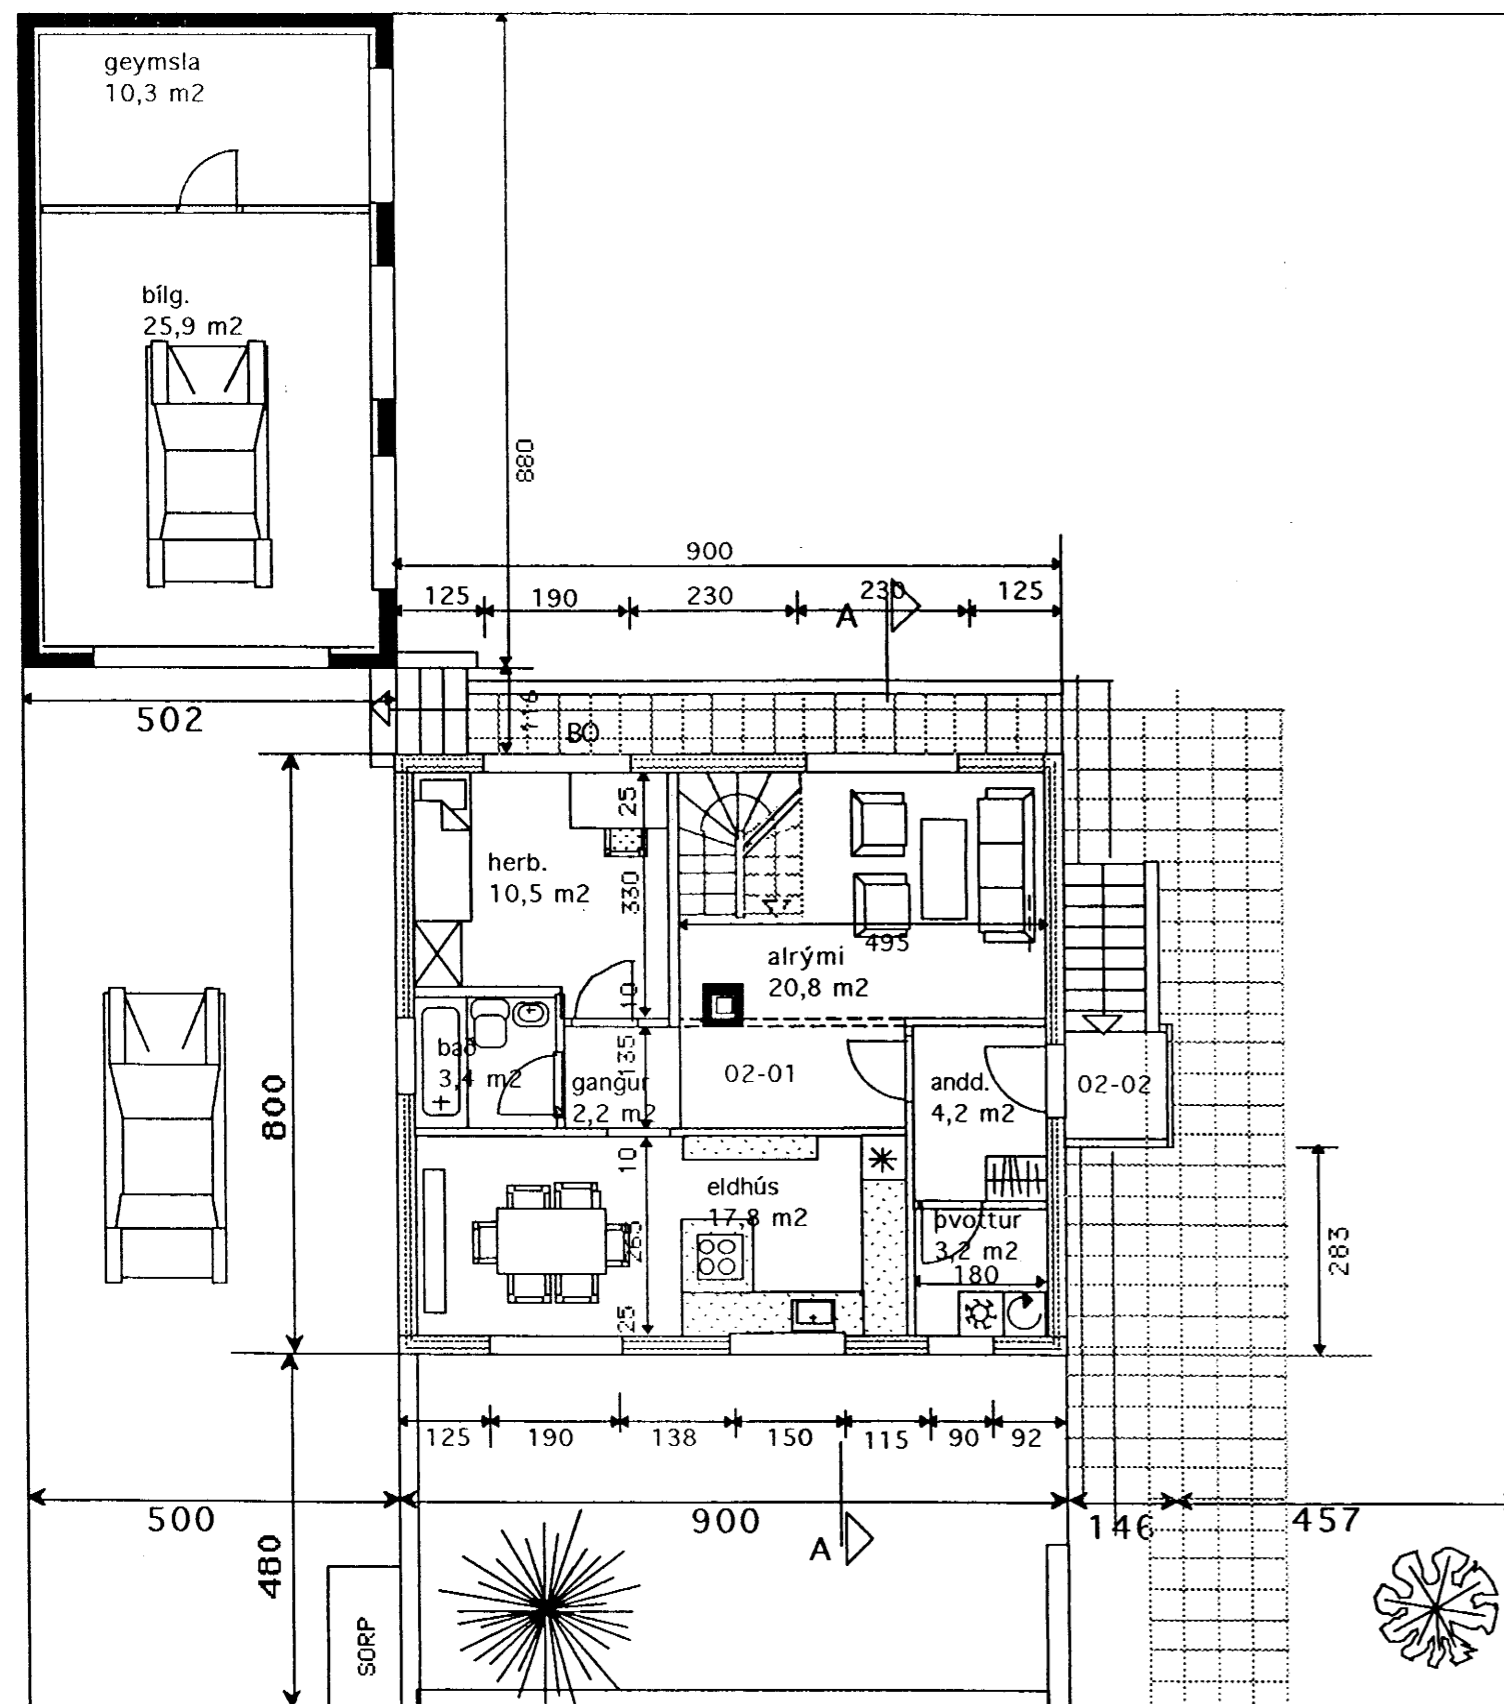 geymsla
10,3 m2
bílg.
25,9 m2
880
900
125 190 230 230 125
A
502
116
BO
25
herb.
10,5 m2
330
495
alrými
20,8 m2
10
bað
3,4 m2
135
gangur
2,2 m2
02-01
andd.
4,2 m2
02-02
800
10
eldhús
17,8 m2
265
þvottur
3,2 m2
180
283
25
125 190 138 150 115 90 92
500
900
146
457
A
480
SORP